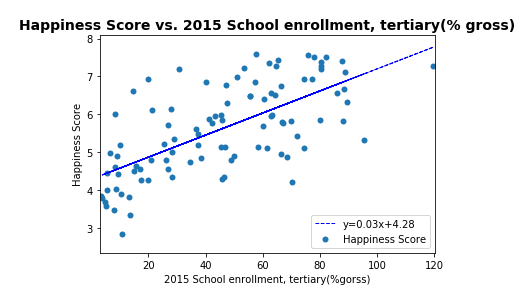 Happiness Score vs. 2015 School enrollment, tertiary(% gross)
8
7
6
5
4
3
Happiness Score
y=0.03x+4.28
Happiness Score
20 40 60 80 100 120
2015 School enrollment, tertiary(%gorss)